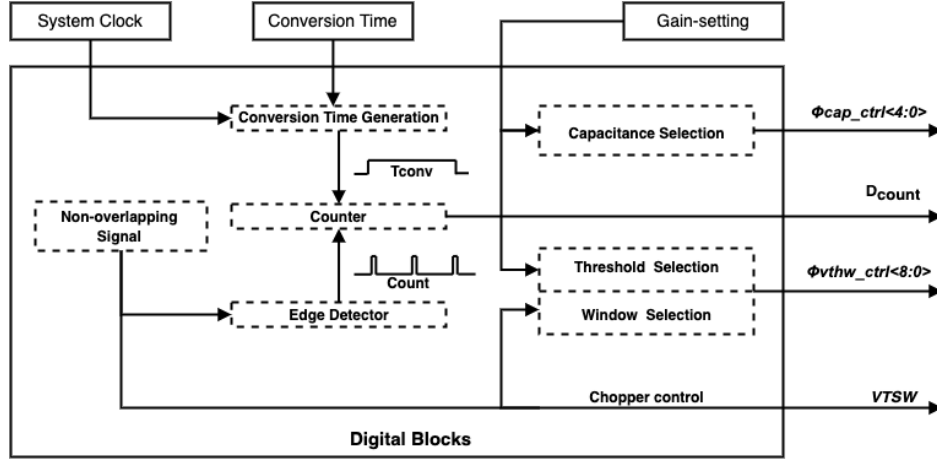 System Clock
Conversion Time
Gain-setting
Conversion Time Generation
Capacitance Selection
Φcap_ctrl<4:0>
Tconv
Dcount
Non-overlapping
Signal
Counter
Threshold Selection
Φvthw_ctrl<8:0>
Count
Edge Detector
Window Selection
Chopper control
VTSW
Digital Blocks